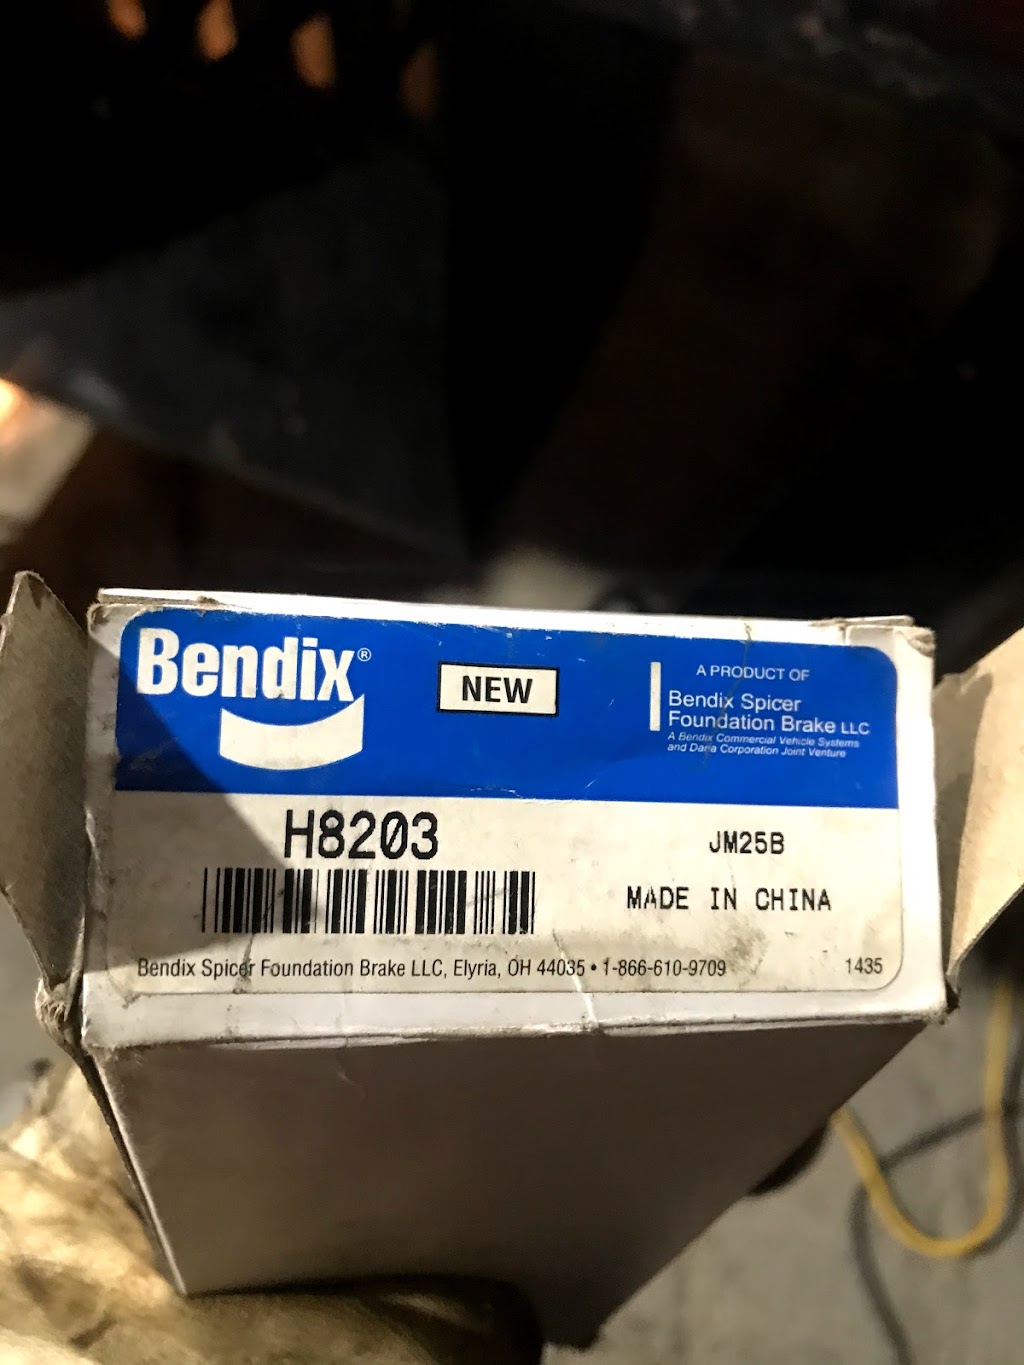 Bendix®
NEW
A PRODUCT OF
Bendix Spicer
Foundation Brake LLC
A Bendix Commercial Vehicle Systems
and Dana Corporation Joint Venture
H8203
JM25B
MADE IN CHINA
Bendix Spicer Foundation Brake LLC, Elyria, OH 44035 • 1-866-610-9709
1435